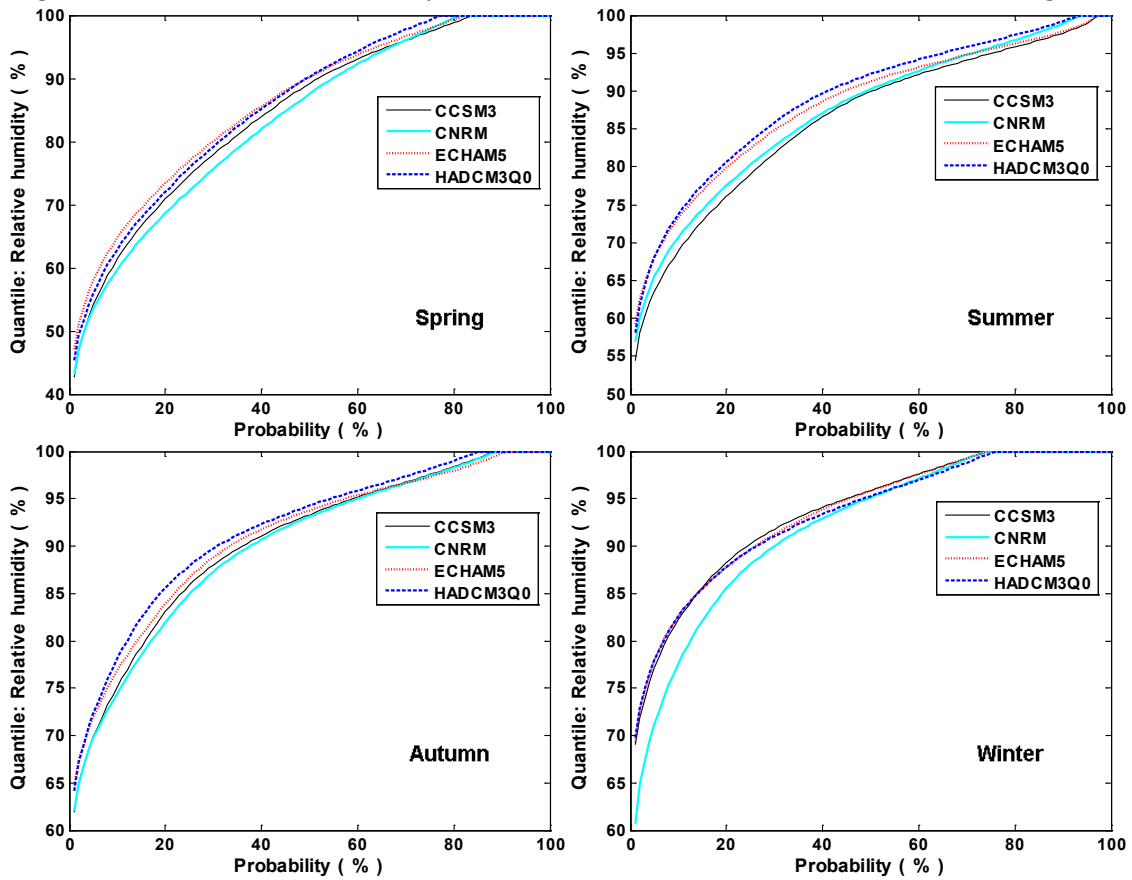 100
90
80
70
60
50
40
Quantile: Relative humidity ( % )
CCSM3
CNRM
ECHAM5
HADCM3Q0
Spring
0 20 40 60 80 100
Probability ( % )
100
95
90
85
80
75
70
65
60
55
50
Quantile: Relative humidity ( % )
CCSM3
CNRM
ECHAM5
HADCM3Q0
Summer
0 20 40 60 80 100
Probability ( % )
100
95
90
85
80
75
70
65
60
Quantile: Relative humidity ( % )
CCSM3
CNRM
ECHAM5
HADCM3Q0
Autumn
0 20 40 60 80 100
Probability ( % )
100
95
90
85
80
75
70
65
60
Quantile: Relative humidity ( % )
CCSM3
CNRM
ECHAM5
HADCM3Q0
Winter
0 20 40 60 80 100
Probability ( % )